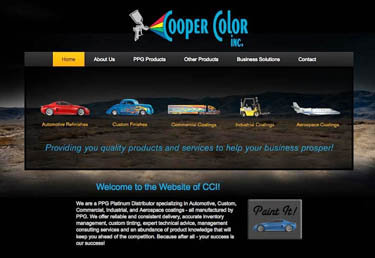 Cooper Color
inc.
Home About Us PPG Products Other Products Business Solutions Contact
Automotive Refinishes Custom Finishes Commercial Coatings Industrial Coatings Aerospace Coatings
Providing you quality products and services to help your business prosper!
Welcome to the Website of CCI!
We are a PPG Platinum Distributor specializing in Automotive, Custom,
Commercial, Industrial, and Aerospace coatings - all manufactured by
PPG. We offer reliable and consistent delivery, accurate inventory
management, custom tinting, expert technical advice, management
consulting services and an abundance of product knowledge that will
keep you ahead of the competition. Because after all - your success is
our success!
Paint It!